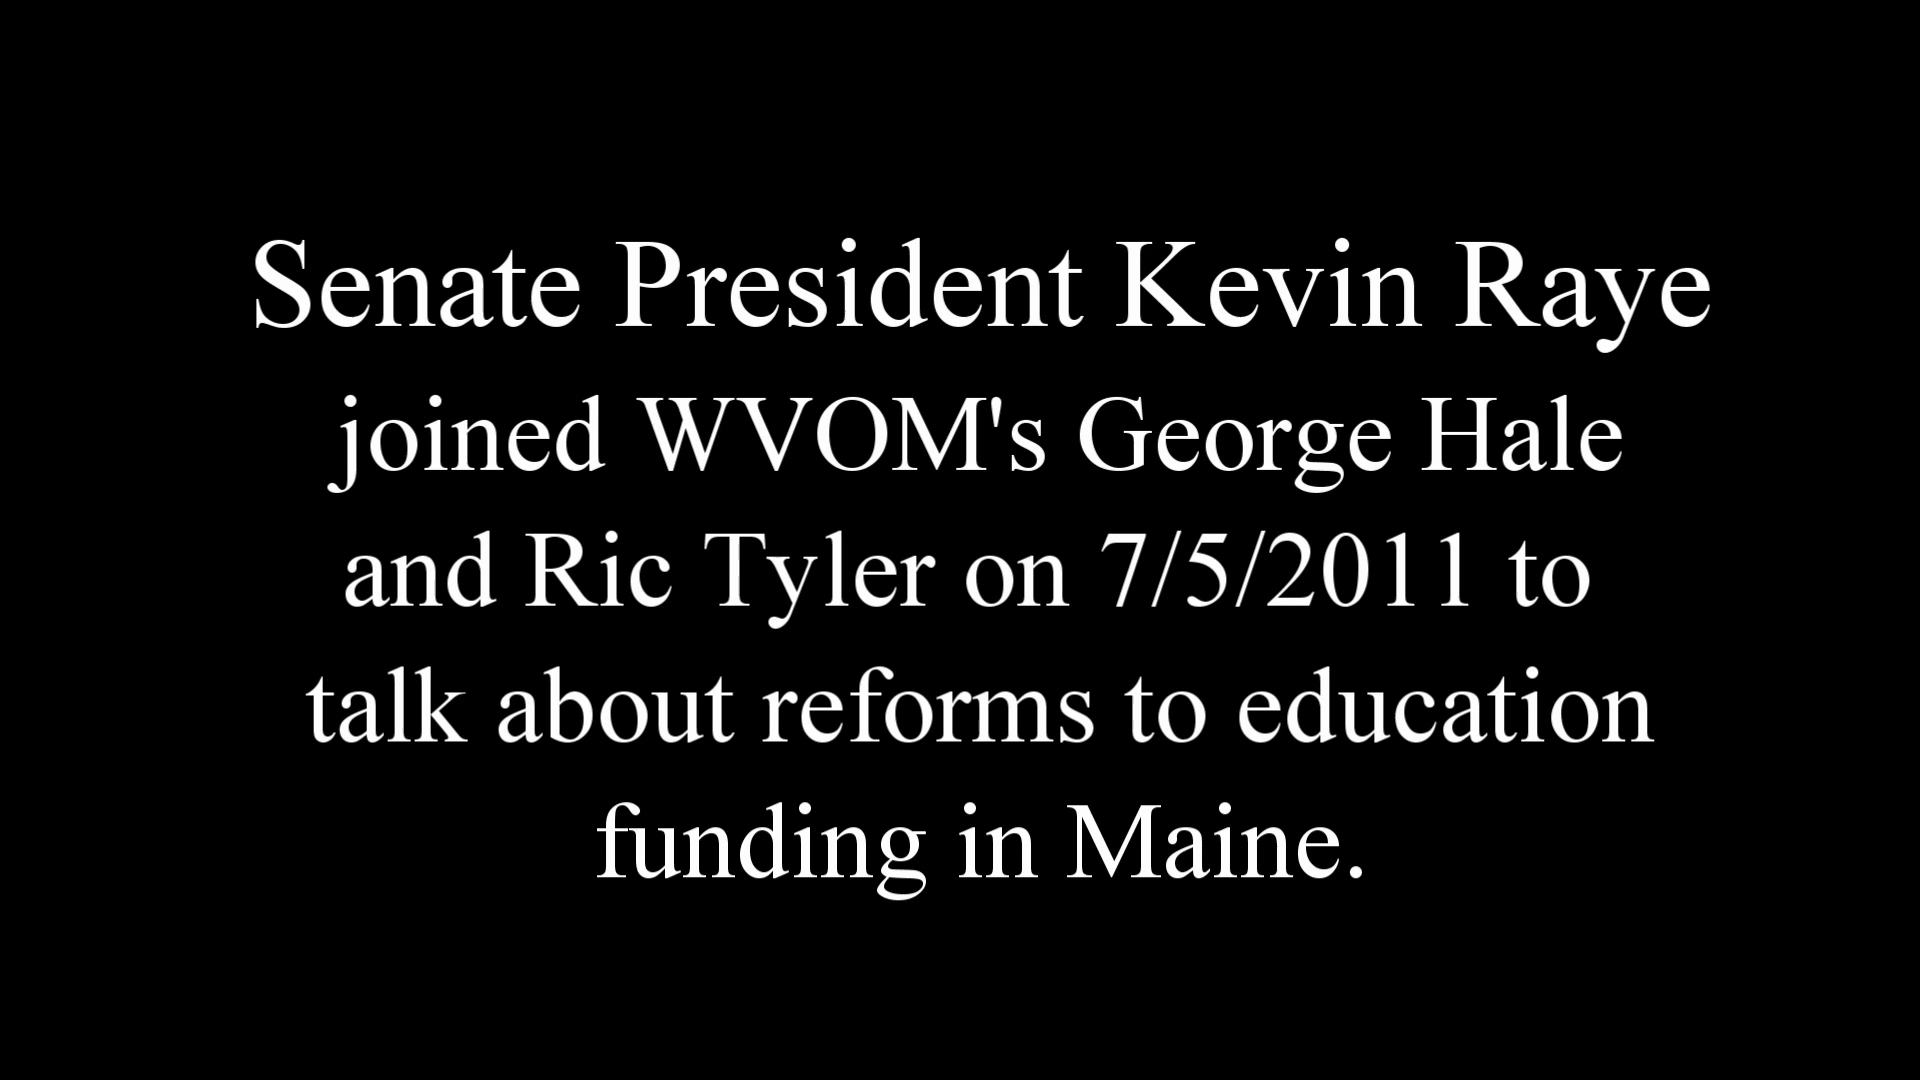 Senate President Kevin Raye
joined WVOM's George Hale
and Ric Tyler on 7/5/2011 to
talk about reforms to education
funding in Maine.